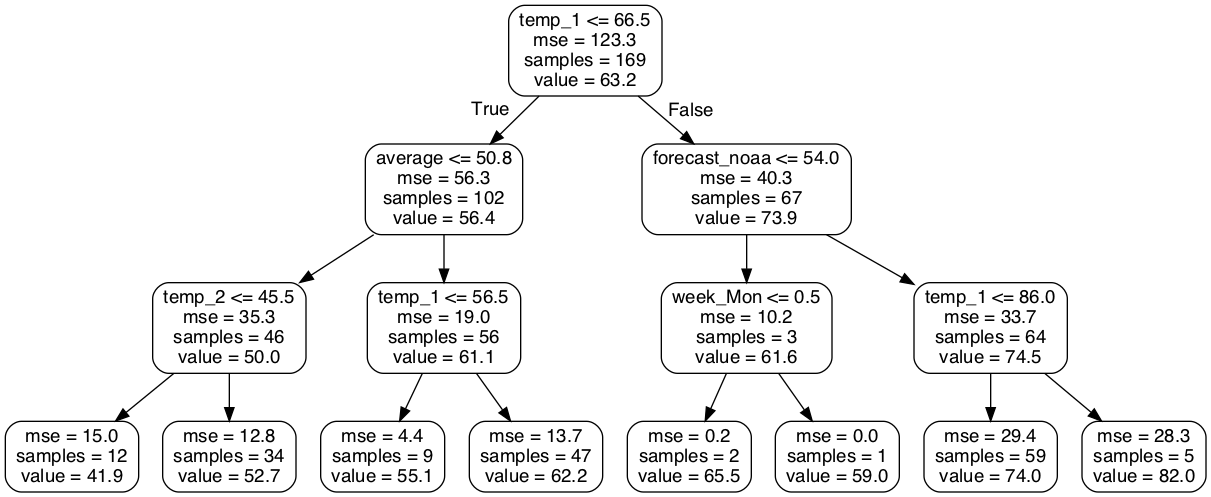 temp_1 <= 66.5
mse = 123.3
samples = 169
value = 63.2
True
False
average <= 50.8
mse = 56.3
samples = 102
value = 56.4
forecast_noaa <= 54.0
mse = 40.3
samples = 67
value = 73.9
temp_2 <= 45.5
mse = 35.3
samples = 46
value = 50.0
temp_1 <= 56.5
mse = 19.0
samples = 56
value = 61.1
week_Mon <= 0.5
mse = 10.2
samples = 3
value = 61.6
temp_1 <= 86.0
mse = 33.7
samples = 64
value = 74.5
mse = 15.0
samples = 12
value = 41.9
mse = 12.8
samples = 34
value = 52.7
mse = 4.4
samples = 9
value = 55.1
mse = 13.7
samples = 47
value = 62.2
mse = 0.2
samples = 2
value = 65.5
mse = 0.0
samples = 1
value = 59.0
mse = 29.4
samples = 59
value = 74.0
mse = 28.3
samples = 5
value = 82.0